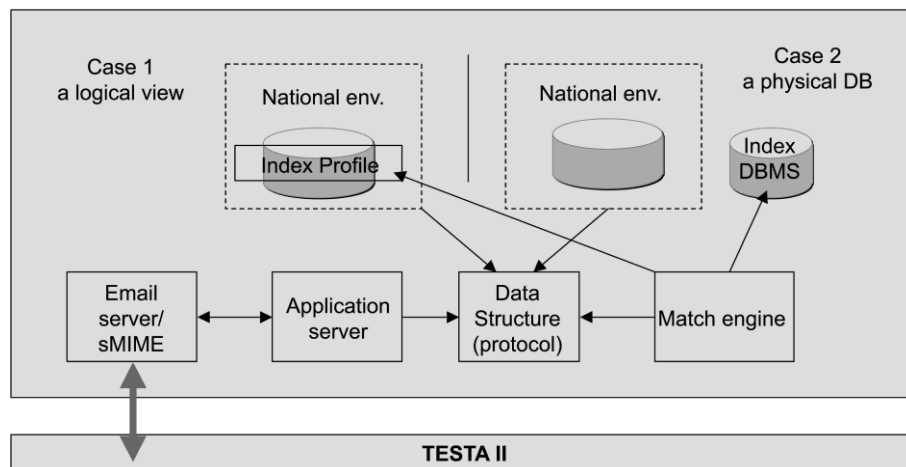 Case 1
a logical view
National env.
Index Profile
National env.
Case 2
a physical DB
Index
DBMS
Email
server/
sMIME
Application
server
Data
Structure
(protocol)
Match engine
TESTA II